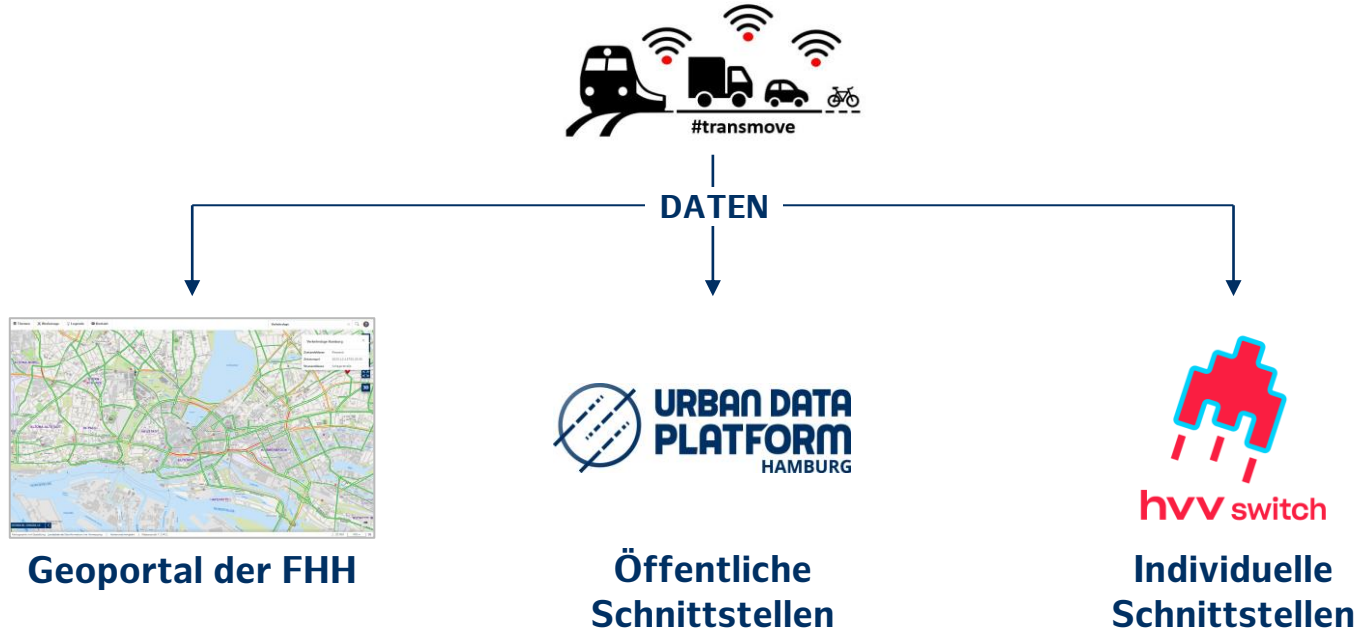 #transmove
DATEN
URBAN DATA
PLATFORM
HAMBURG
hvv switch
Geoportal der FHH
Öffentliche
Schnittstellen
Individuelle
Schnittstellen